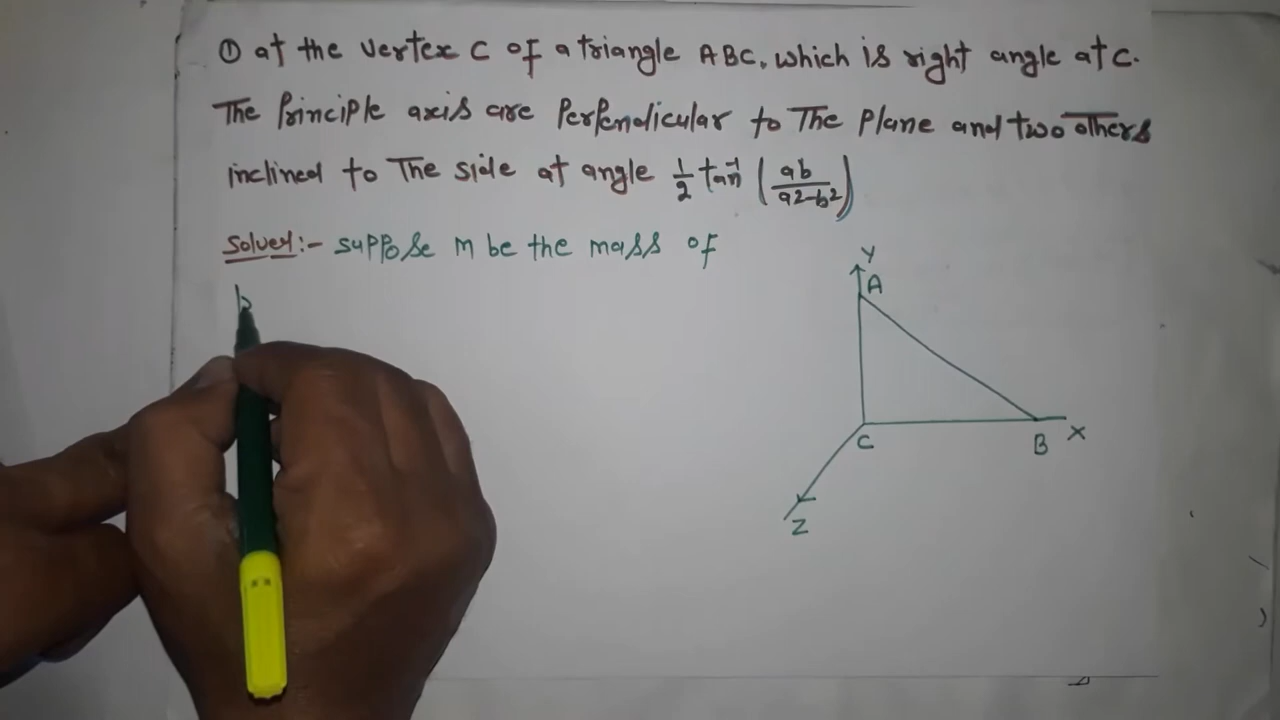 ① at the vertex C of a triangle ABC, which is right angle at C.
The Principle axis are Perpendicular to The plane and two others
inclined to The side at angle 1/2 tan⁻¹ (ab/a2-b2)
Solve:- suppose M be the mass of
Y
A
C
B
X
Z